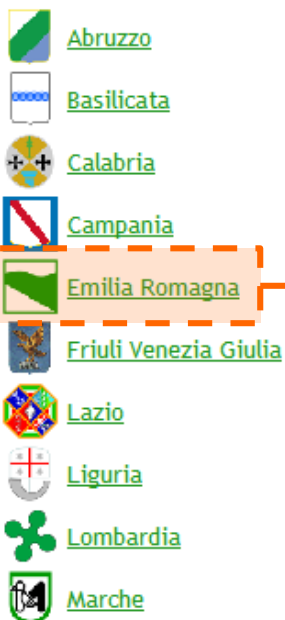 Abruzzo
Basilicata
Calabria
Campania
Emilia Romagna
Friuli Venezia Giulia
Lazio
Liguria
Lombardia
Marche